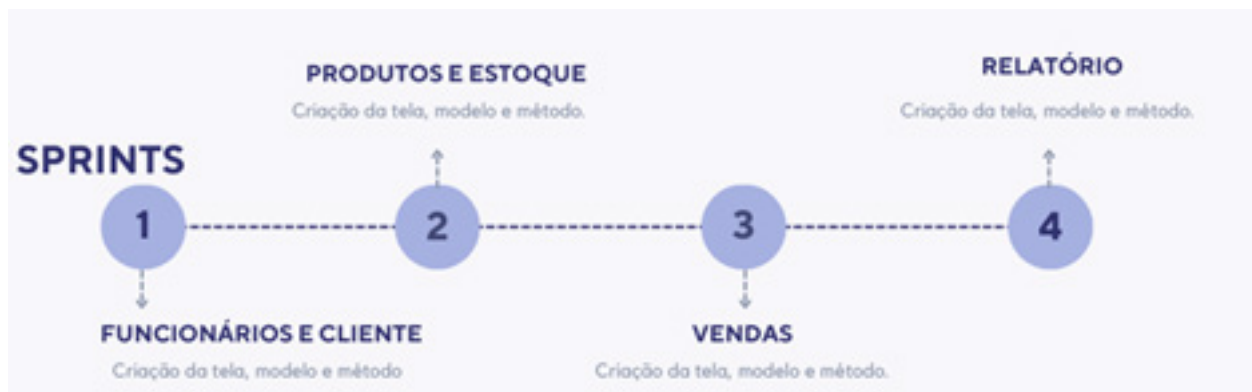 SPRINTS
1
FUNCIONÁRIOS E CLIENTE
Criação da tela, modelo e método
2
PRODUTOS E ESTOQUE
Criação da tela, modelo e método.
3
VENDAS
Criação da tela, modelo e método.
4
RELATÓRIO
Criação da tela, modelo e método.